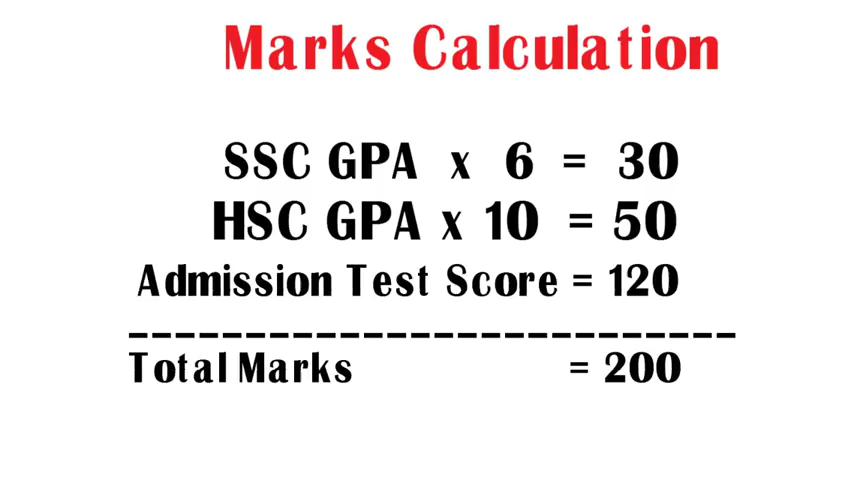 Marks Calculation
SSC GPA x 6 = 30
HSC GPA x 10 = 50
Admission Test Score = 120
Total Marks = 200